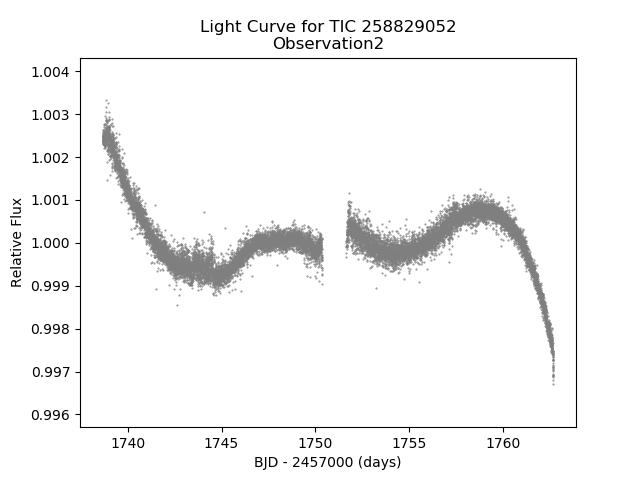 Light Curve for TIC 258829052
Observation2
1.004
1.003
1.002
1.001
1.000
0.999
0.998
0.997
0.996
Relative Flux
1740 1745 1750 1755 1760
BJD - 2457000 (days)